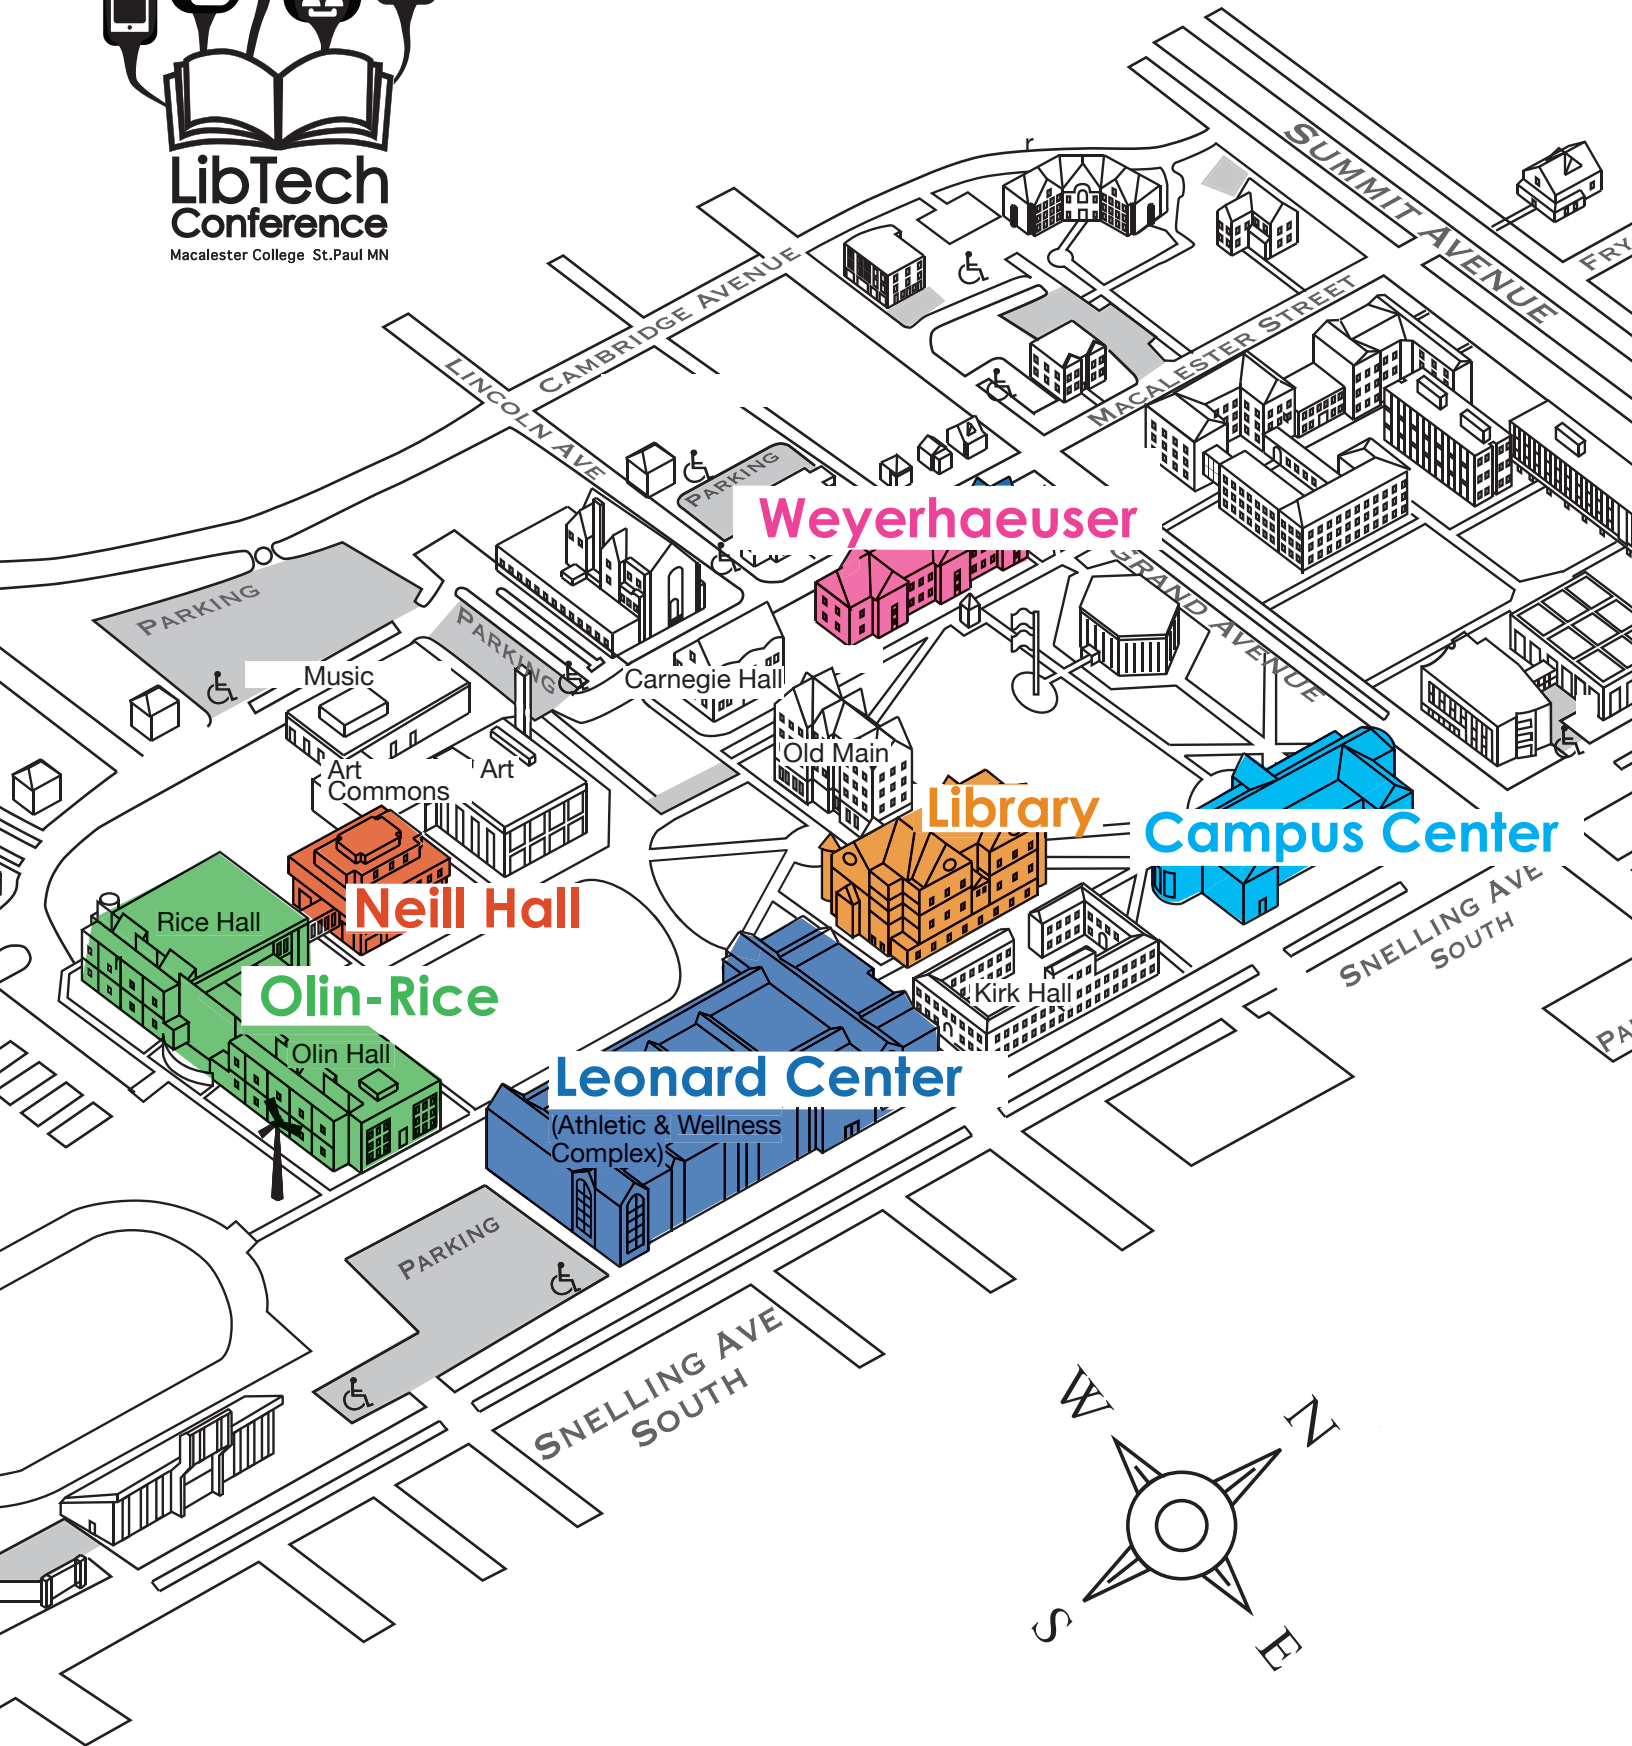 LibTech
Conference
Macalester College St.Paul MN
r
SUMMIT AVENUE
FRY
CAMBRIDGE AVENUE
MACALESTER STREET
LINCOLN AVE
PARKING
Weyerhaeuser
GRAND AVENUE
PARKING
PARKING
Music
Carnegie Hall
Old Main
Art
Commons
Art
Library
Campus Center
Neill Hall
Rice Hall
SNELLING AVE
SOUTH
Olin-Rice
Kirk Hall
Olin Hall
PA
Leonard Center
(Athletic & Wellness
Complex)
PARKING
SNELLING AVE
SOUTH
W
N
S
E